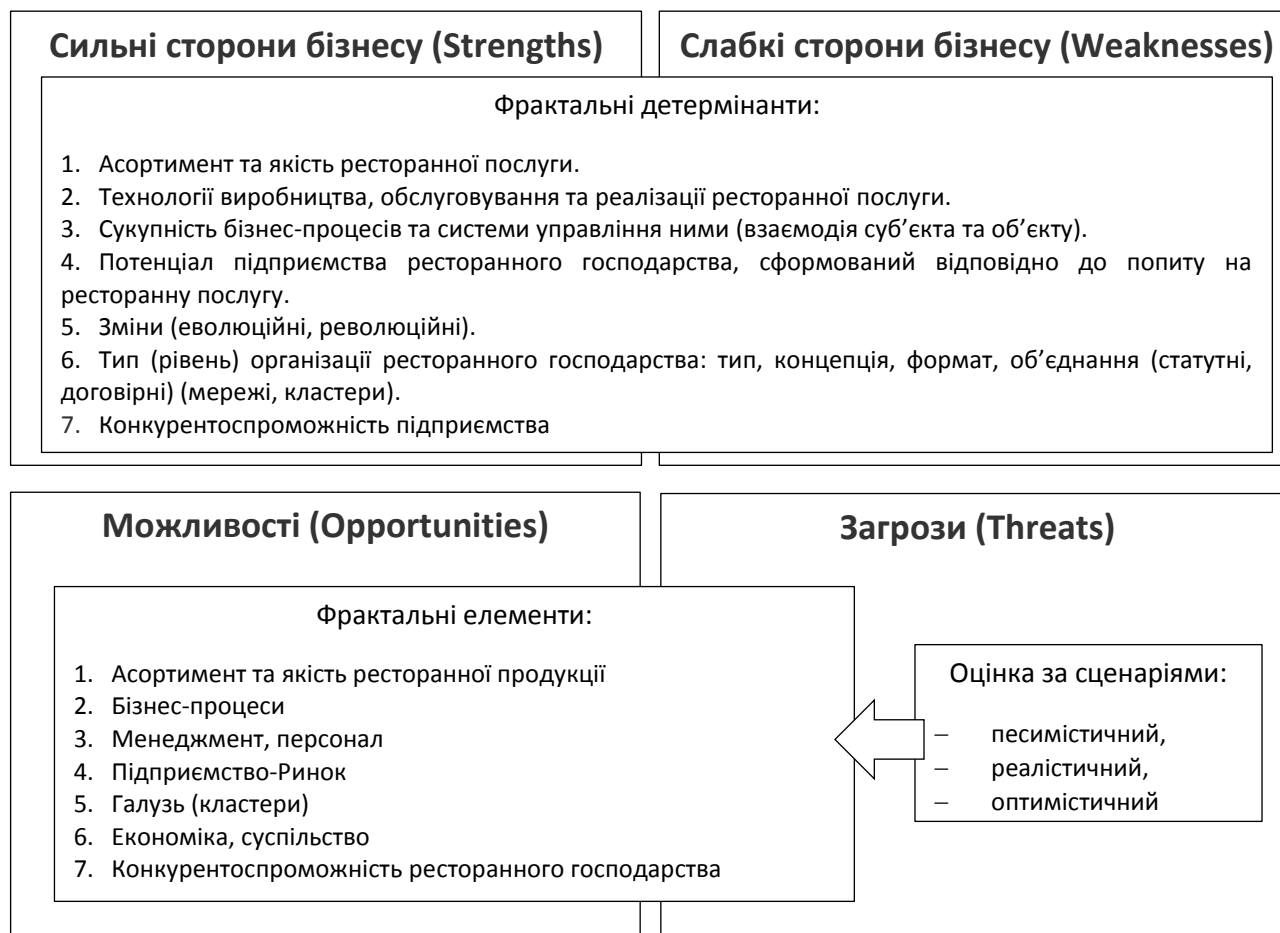 Сильні сторони бізнесу (Strengths)
Слабкі сторони бізнесу (Weaknesses)
Фрактальні детермінанти:
1. Асортимент та якість ресторанної послуги.
2. Технології виробництва, обслуговування та реалізації ресторанної послуги.
3. Сукупність бізнес-процесів та системи управління ними (взаємодія суб’єкта та об’єкту).
4. Потенціал підприємства ресторанного господарства, сформований відповідно до попиту на
ресторанну послугу.
5. Зміни (еволюційні, революційні).
6. Тип (рівень) організації ресторанного господарства: тип, концепція, формат, об’єднання (статутні,
договірні) (мережі, кластери).
7. Конкурентоспроможність підприємства
Можливості (Opportunities)
Загрози (Threats)
Фрактальні елементи:
1. Асортимент та якість ресторанної продукції
2. Бізнес-процеси
3. Менеджмент, персонал
4. Підприємство-Ринок
5. Галузь (кластери)
6. Економіка, суспільство
7. Конкурентоспроможність ресторанного господарства
Оцінка за сценаріями:
– песимістичний,
– реалістичний,
– оптимістичний